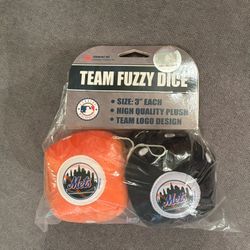 TEAM FUZZY DICE
• SIZE: 3" EACH
• HIGH QUALITY PLUSH
• TEAM LOGO DESIGN
Mets
Mets